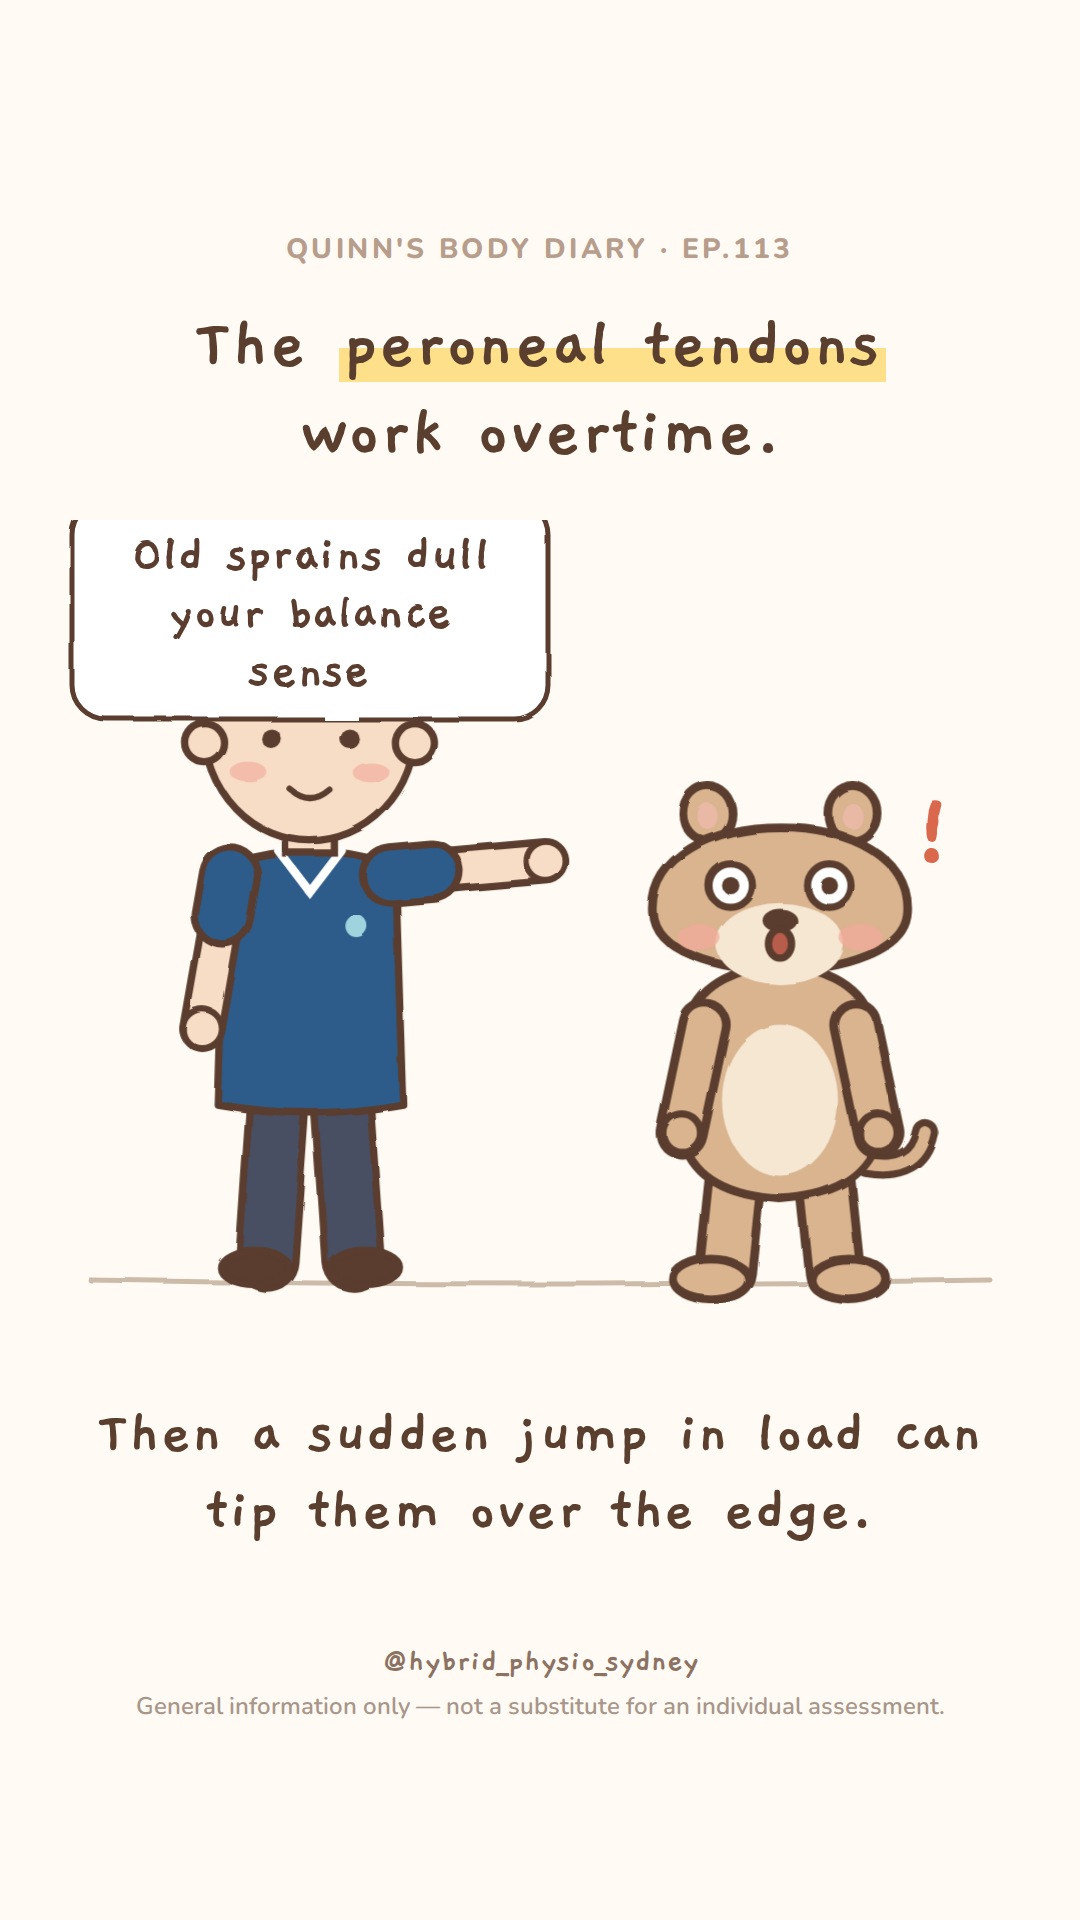 QUINN'S BODY DIARY · EP.113
The peroneal tendons
work overtime.
Old sprains dull
your balance
sense
!
Then a sudden jump in load can
tip them over the edge.
@hybrid_physio_sydney
General information only — not a substitute for an individual assessment.